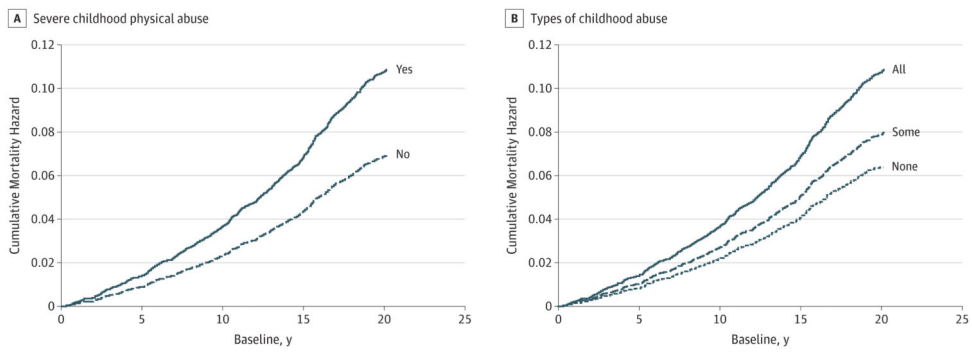 A Severe childhood physical abuse
0.12
0.10
0.08
0.06
0.04
0.02
0
Cumulative Mortality Hazard
Yes
No
0 5 10 15 20 25
Baseline, y
B Types of childhood abuse
0.12
0.10
0.08
0.06
0.04
0.02
0
Cumulative Mortality Hazard
All
Some
None
0 5 10 15 20 25
Baseline, y